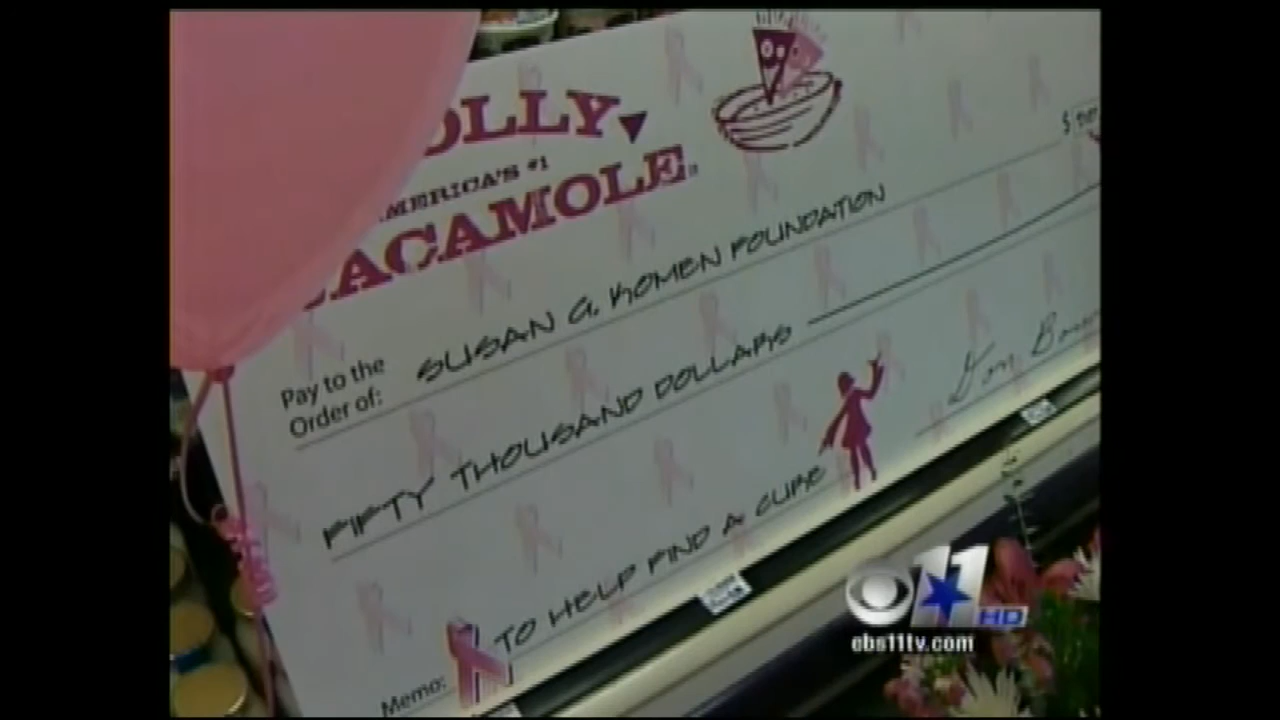 OLLY
AMERICA'S #1
ACAMOLE
Pay to the
Order of:
SUSAN G. KOMEN FOUNDATION
FIFTY THOUSAND DOLLARS
Memo:
TO HELP FIND A CURE
11
HD
cbs11tv.com